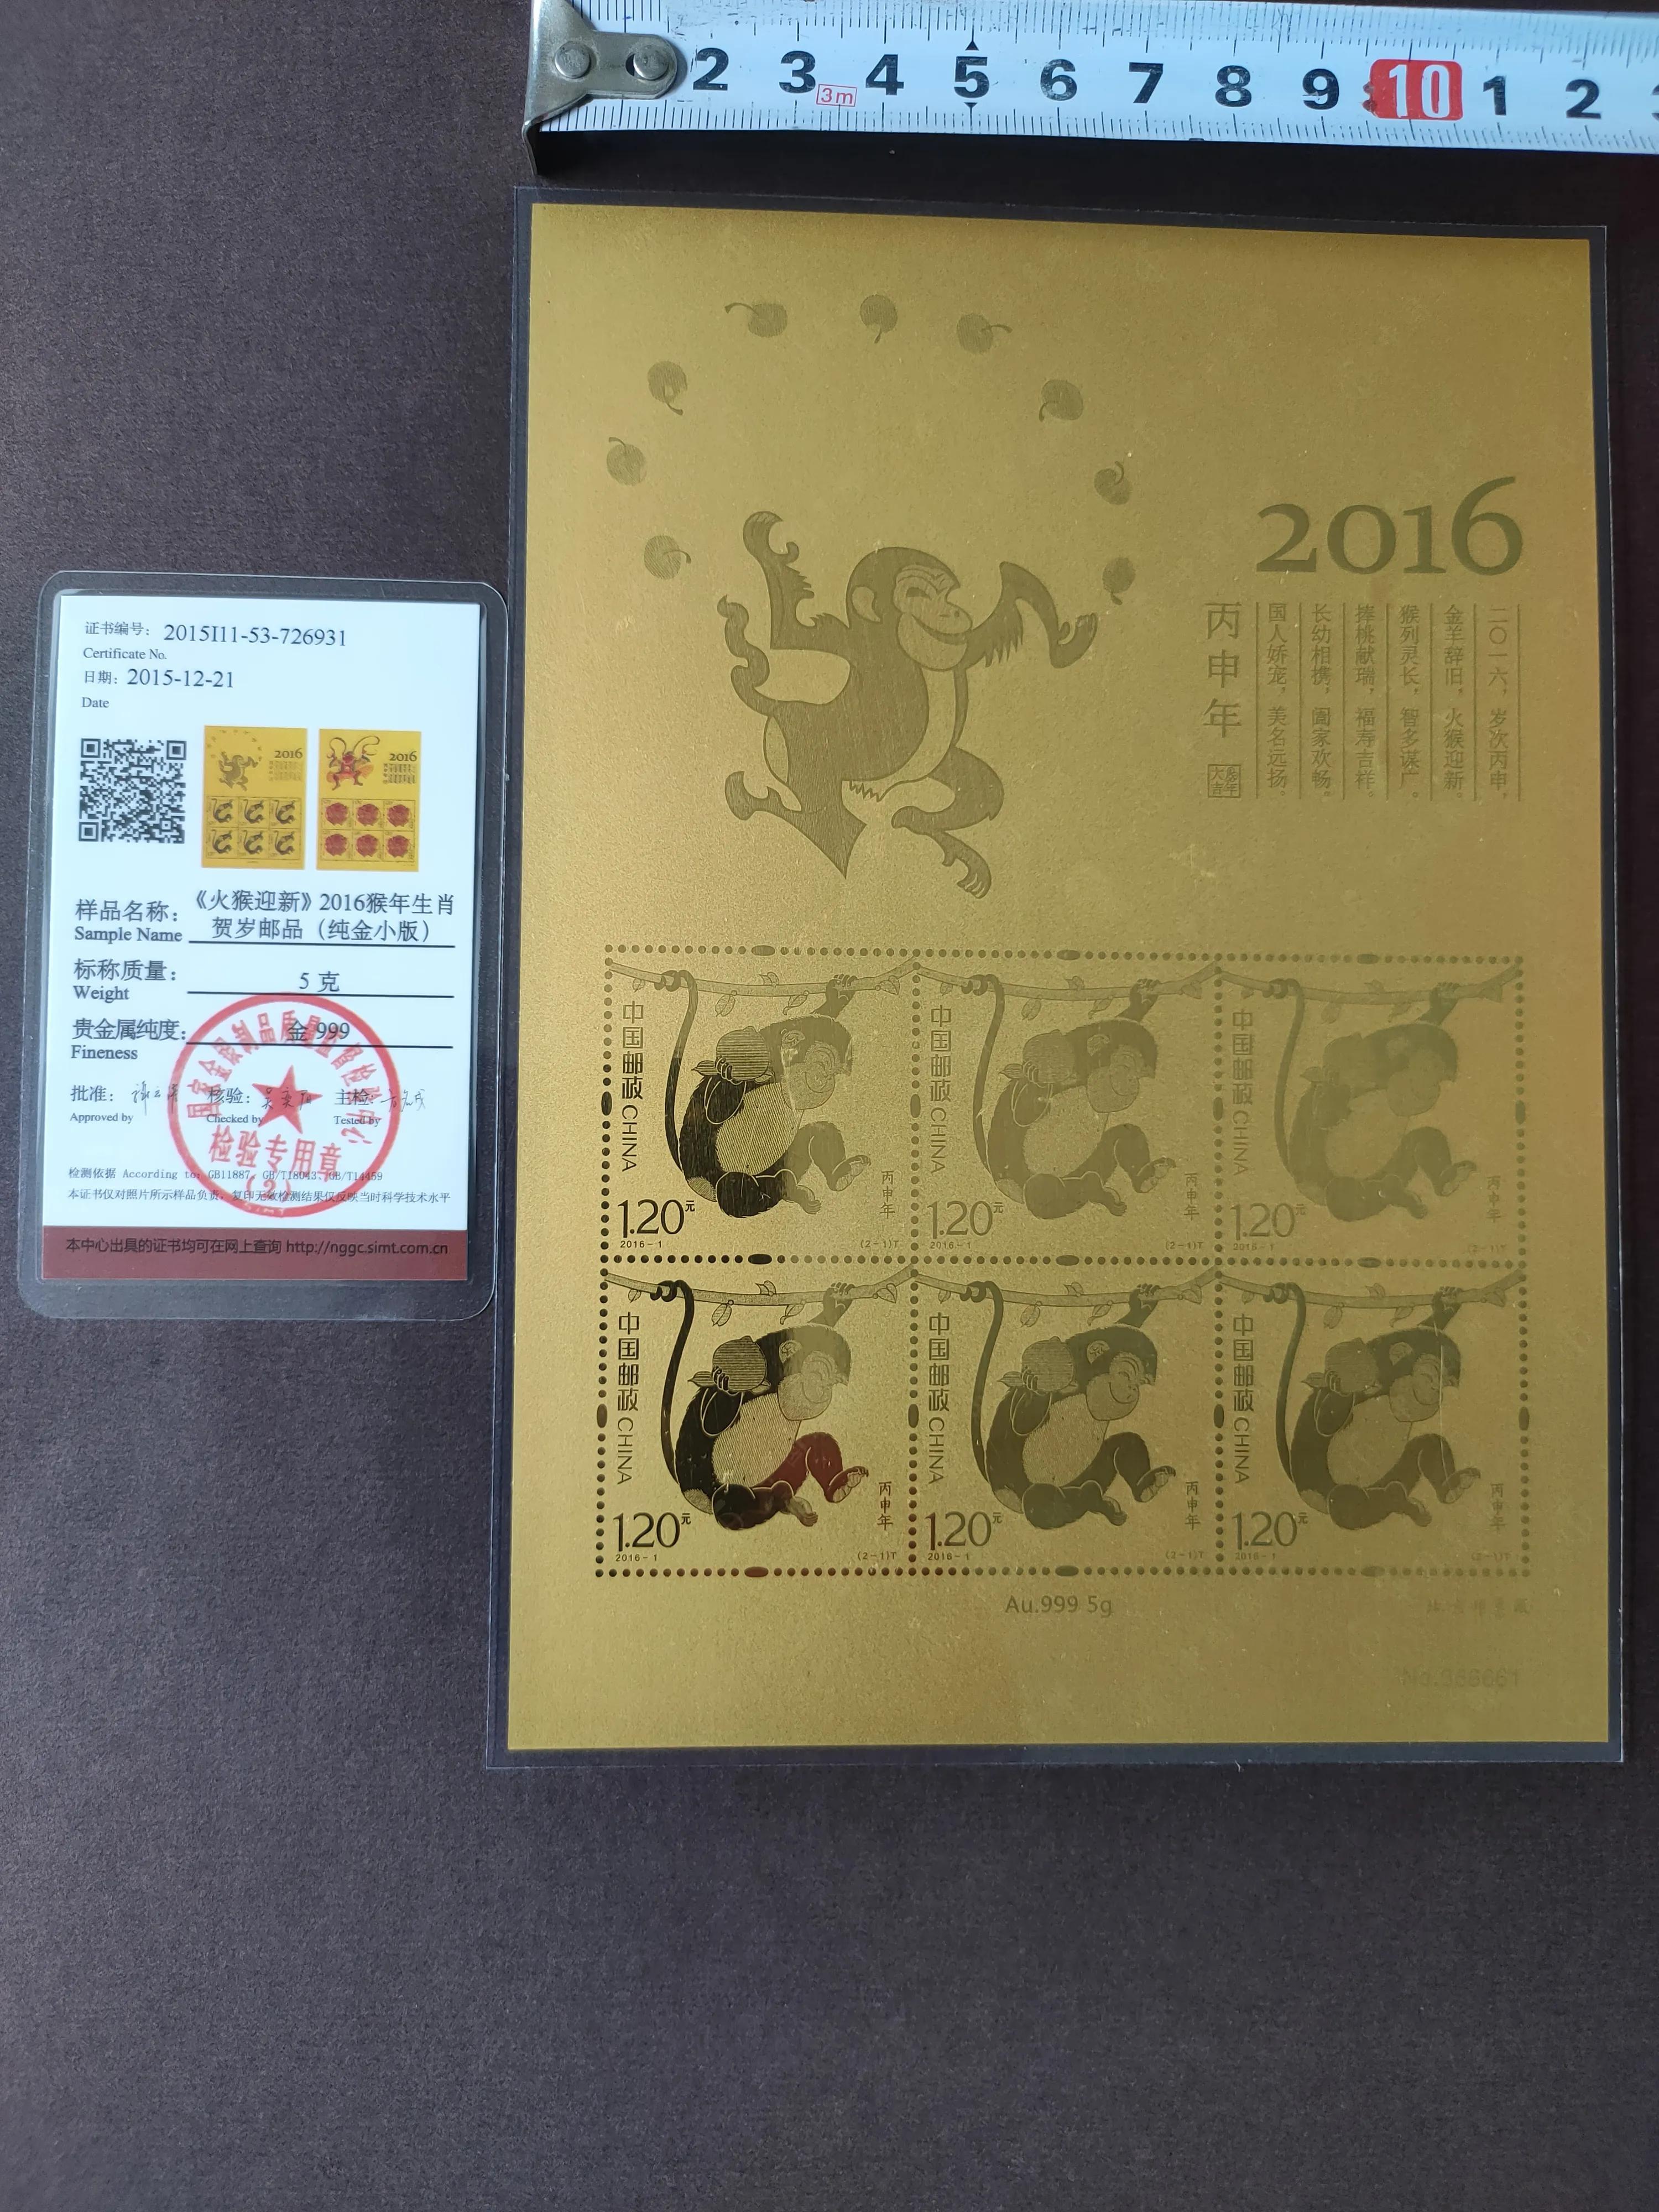 2 3 4 5 6 7 8 9 10 1 2
3m
证书编号: 2015I11-53-726931
Certificate No.
日期: 2015-12-21
Date
2016
2016
样品名称: 《火猴迎新》2016猴年生肖
Sample Name 贺岁邮品(纯金小版)
标称质量: 5 克
Weight
贵金属纯度: 金 999
Fineness
批准: 核验: 主检:
Approved by Checked by Tested by
国家金银制品质量监督检测中心
检验专用章
(2)
检测依据 According to: GB11887、GB/T18043、GB/T14459
本证书仅对照片所示样品负责, 复印无效检测结果仅反映当时科学技术水平
本中心出具的证书均可在网上查询 http://nggc.simt.com.cn
2016
二〇一六, 岁次丙申,
金羊辞旧, 火猴迎新。
猴列灵长, 智多谋广。
捧桃献瑞, 福寿吉祥。
长幼相携, 阖家欢畅。
国人娇宠, 美名远扬。
丙申年
中国邮政 CHINA
丙申年
1.20元
2016-1 (2-1)T
中国邮政 CHINA
丙申年
1.20元
2016-1 (2-1)T
中国邮政 CHINA
丙申年
1.20元
2016-1 (2-1)T
中国邮政 CHINA
丙申年
1.20元
2016-1 (2-1)T
中国邮政 CHINA
丙申年
1.20元
2016-1 (2-1)T
中国邮政 CHINA
丙申年
1.20元
2016-1 (2-1)T
Au.999 5g